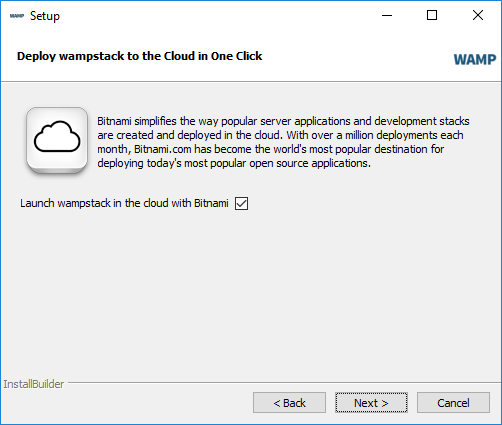 WAMP Setup
Deploy wampstack to the Cloud in One Click
WAMP
Bitnami simplifies the way popular server applications and development stacks
are created and deployed in the cloud. With over a million deployments each
month, Bitnami.com has become the world's most popular destination for
deploying today's most popular open source applications.
Launch wampstack in the cloud with Bitnami
InstallBuilder
< Back Next > Cancel